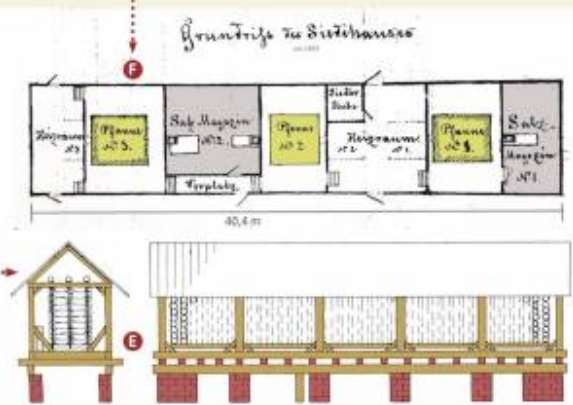 Grundriss des Siedehauses
F
Siedler
Stube
Heizraum
No 3
Pfanne
No 3.
Salz Magazin
No 2.
Pfanne
No 2
Heizraum
No 2
No 1.
Pfanne
No 1.
Salz-
Magazin
No 1
Vorplatz
40,4 m
E